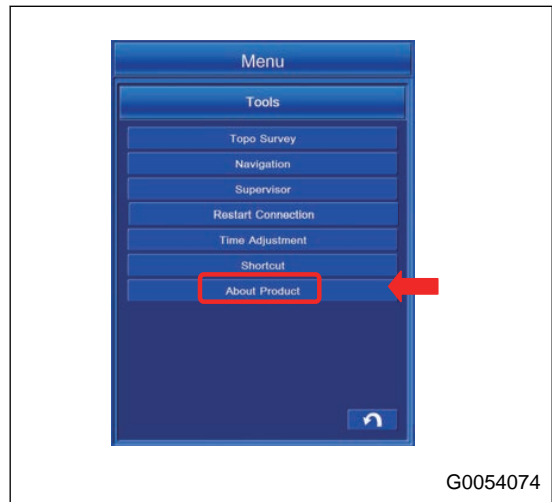 Menu
Tools
Topo Survey
Navigation
Supervisor
Restart Connection
Time Adjustment
Shortcut
About Product
G0054074